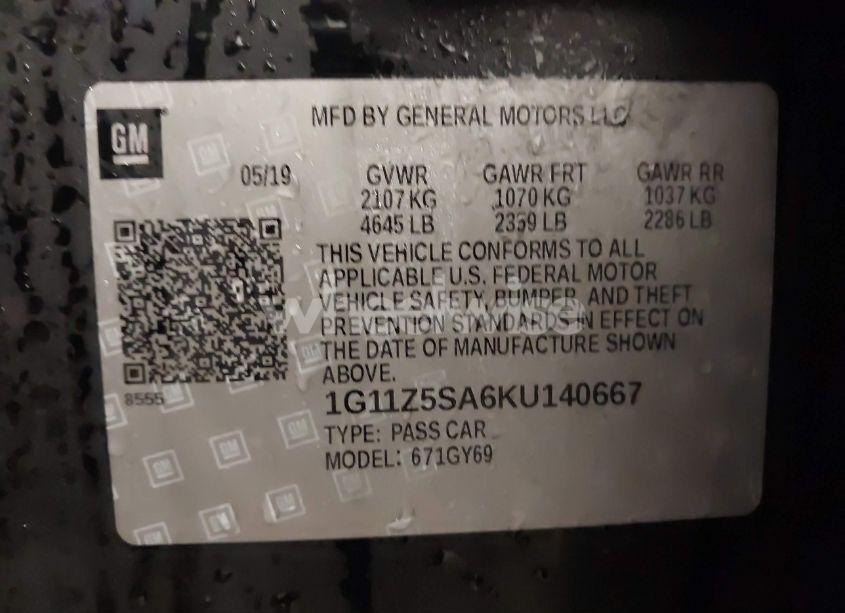 GM
MFD BY GENERAL MOTORS LLC
05/19 GVWR GAWR FRT GAWR RR
2107 KG 1070 KG 1037 KG
4645 LB 2359 LB 2286 LB
THIS VEHICLE CONFORMS TO ALL
APPLICABLE U.S. FEDERAL MOTOR
VEHICLE SAFETY, BUMPER, AND THEFT
PREVENTION STANDARDS IN EFFECT ON
THE DATE OF MANUFACTURE SHOWN
ABOVE.
8555
1G11Z5SA6KU140667
TYPE: PASS CAR
MODEL: 671GY69